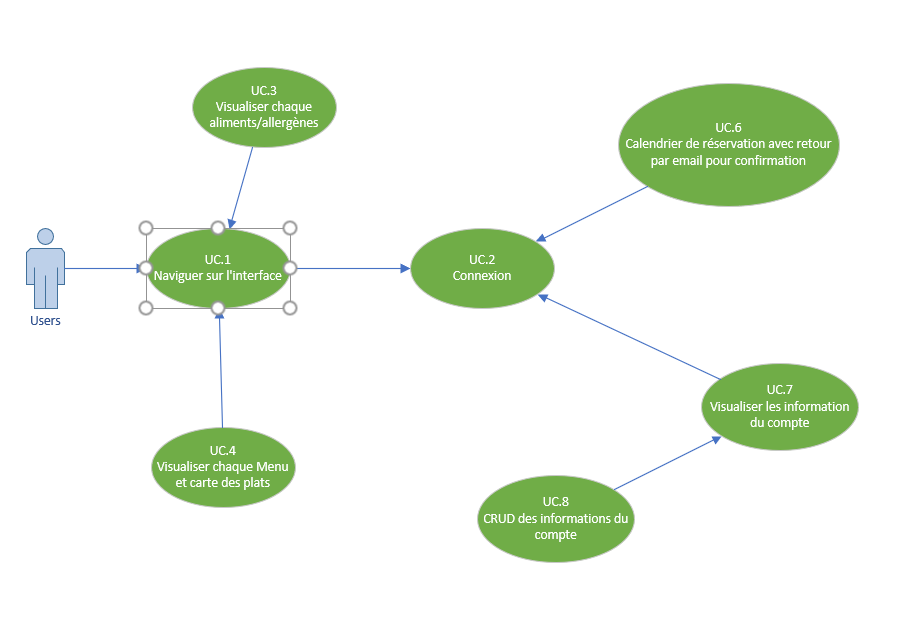 UC.3
Visualiser chaque
aliments/allergènes
UC.6
Calendrier de réservation avec retour
par email pour confirmation
UC.1
Naviguer sur l'interface
UC.2
Connexion
Users
UC.7
Visualiser les information
du compte
UC.4
Visualiser chaque Menu
et carte des plats
UC.8
CRUD des informations du
compte